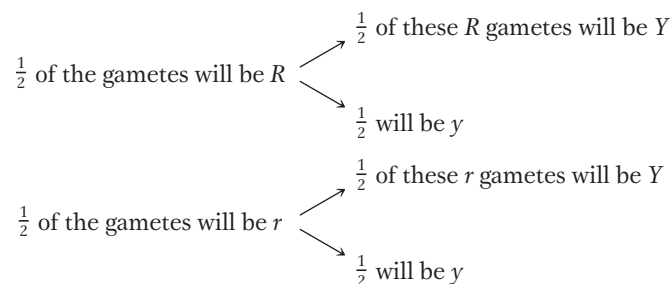 1/2 of these R gametes will be Y
1/2 of the gametes will be R
1/2 will be y
1/2 of these r gametes will be Y
1/2 of the gametes will be r
1/2 will be y